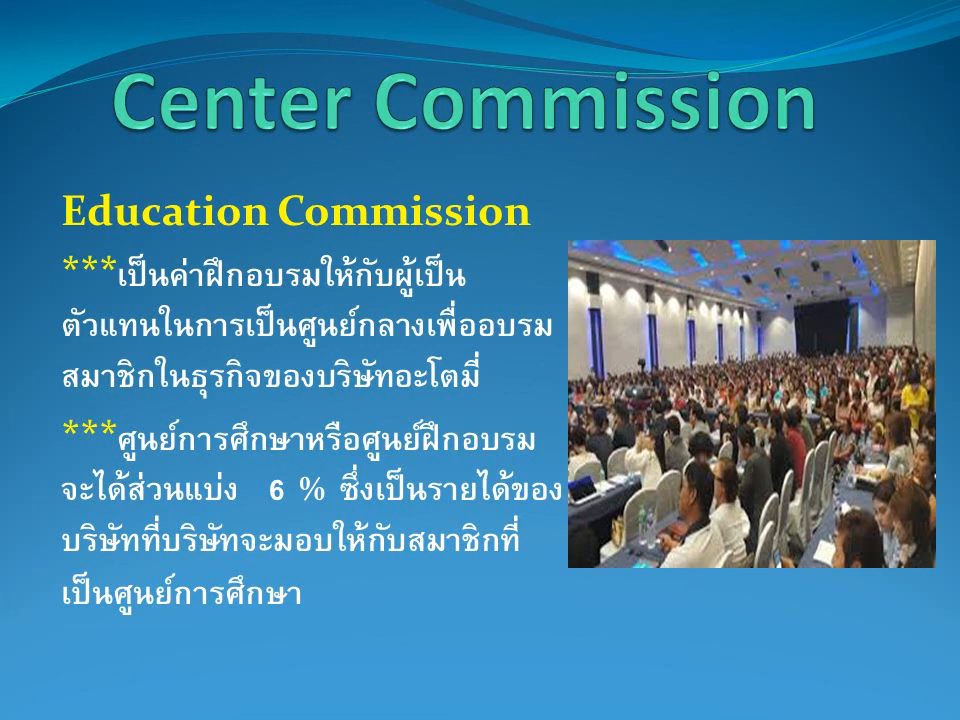 Center Commission
Education Commission
***เป็นค่าฝึกอบรมให้กับผู้เป็น
ตัวแทนในการเป็นศูนย์กลางเพื่ออบรม
สมาชิกในธุรกิจของบริษัทอะโตมี่
***ศูนย์การศึกษาหรือศูนย์ฝึกอบรม
จะได้ส่วนแบ่ง 6 % ซึ่งเป็นรายได้ของ
บริษัทที่บริษัทจะมอบให้กับสมาชิกที่
เป็นศูนย์การศึกษา